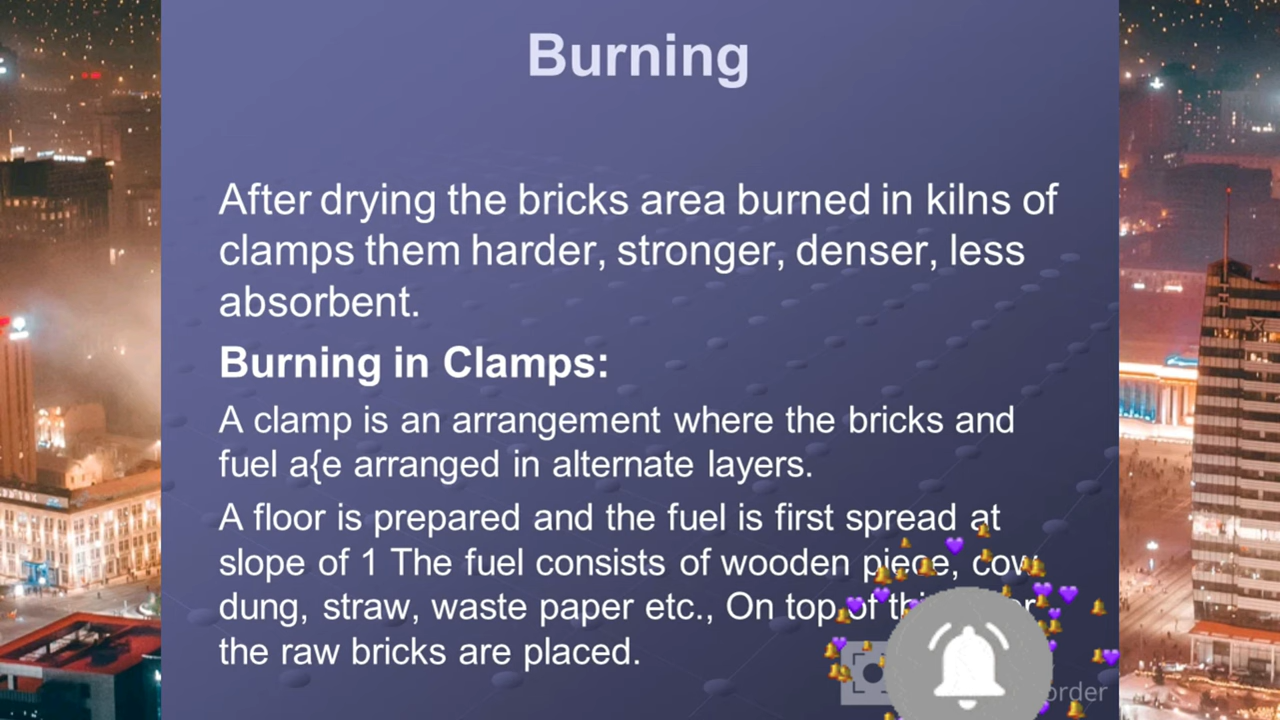 Burning
After drying the bricks area burned in kilns of
clamps them harder, stronger, denser, less
absorbent.
Burning in Clamps:
A clamp is an arrangement where the bricks and
fuel a{e arranged in alternate layers.
A floor is prepared and the fuel is first spread at
slope of 1 The fuel consists of wooden piece, cow
dung, straw, waste paper etc., On top of
the raw bricks are placed.